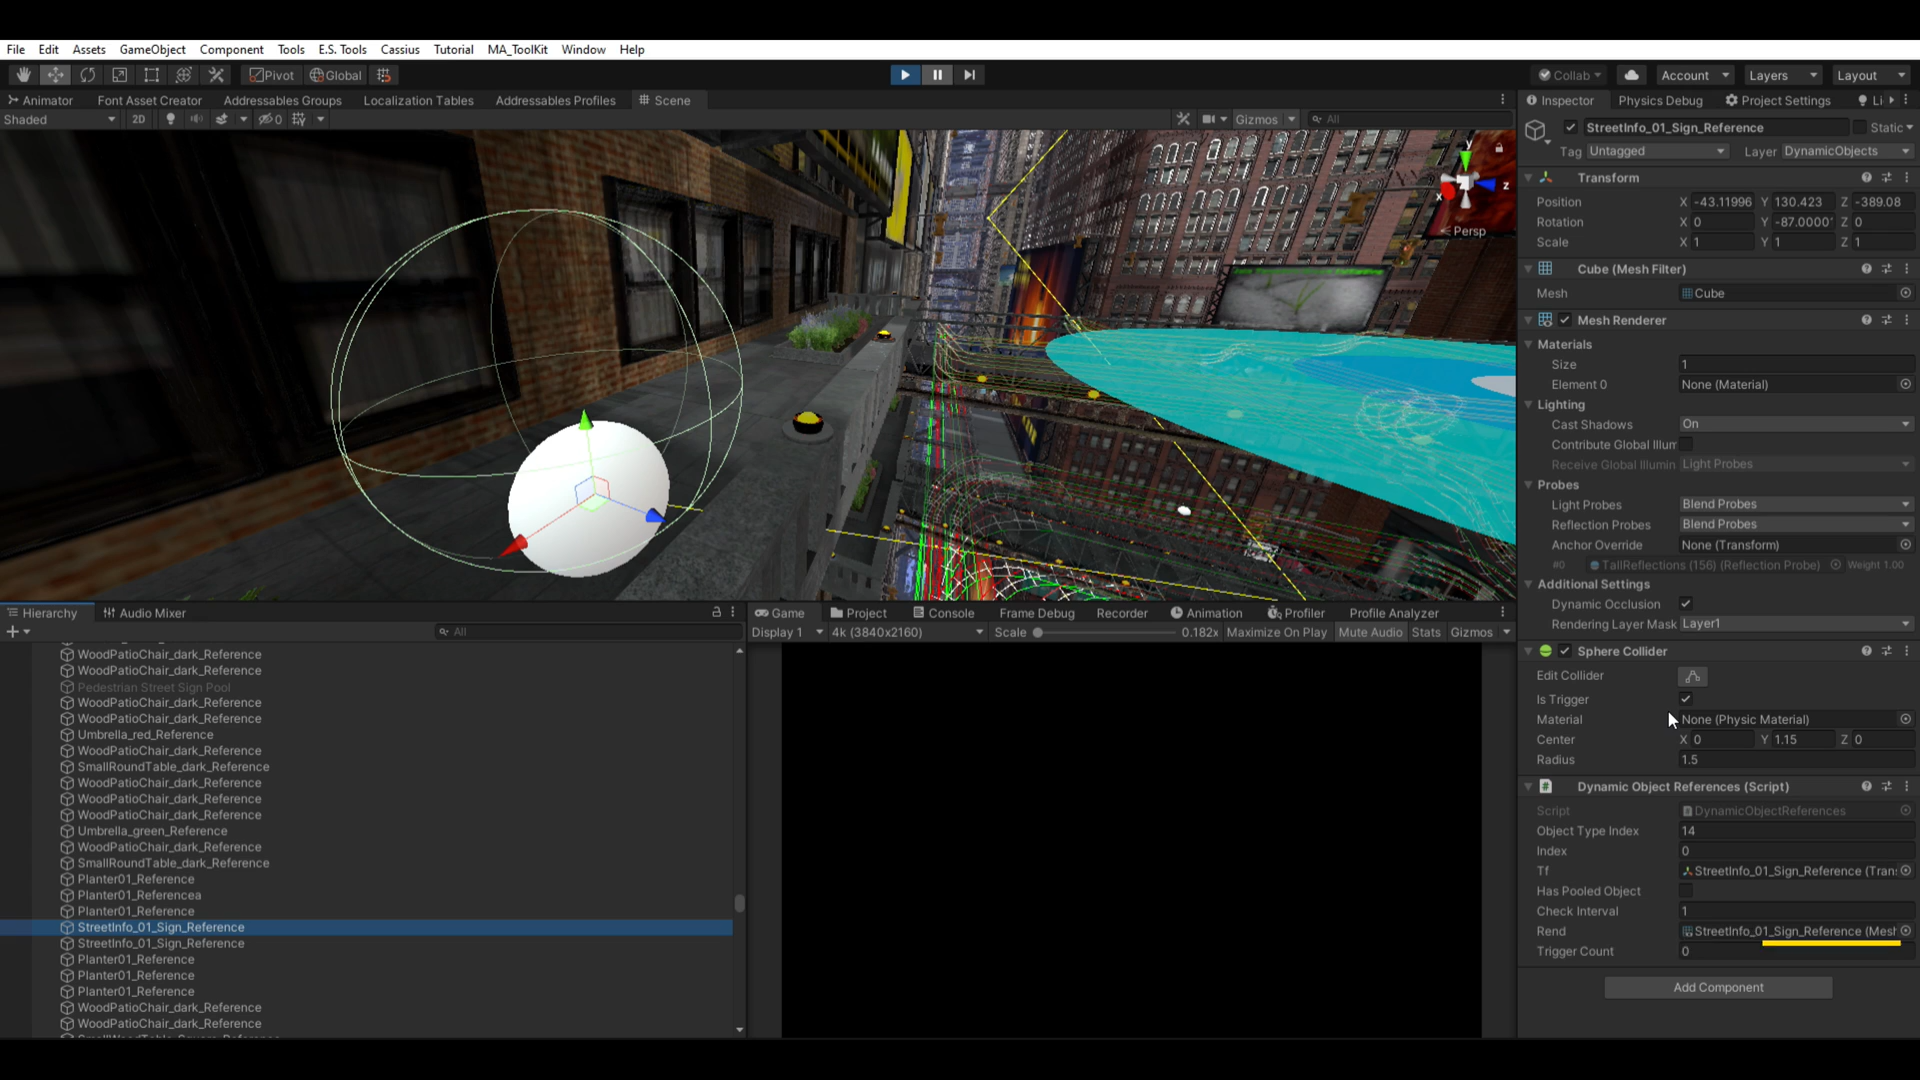 File Edit Assets GameObject Component Tools E.S. Tools Cassius Tutorial MA_ToolKit Window Help
Pivot Global Collab Account Layers Layout
Animator Font Asset Creator Addressables Groups Localization Tables Addressables Profiles Scene
Shaded 2D 0 Gizmos All
y
z
x
Persp
Hierarchy Audio Mixer
All
WoodPatioChair_dark_Reference
WoodPatioChair_dark_Reference
Pedestrian Street Sign Pool
WoodPatioChair_dark_Reference
WoodPatioChair_dark_Reference
Umbrella_red_Reference
WoodPatioChair_dark_Reference
SmallRoundTable_dark_Reference
WoodPatioChair_dark_Reference
WoodPatioChair_dark_Reference
WoodPatioChair_dark_Reference
Umbrella_green_Reference
WoodPatioChair_dark_Reference
SmallRoundTable_dark_Reference
Planter01_Reference
Planter01_Referencea
Planter01_Reference
StreetInfo_01_Sign_Reference
StreetInfo_01_Sign_Reference
Planter01_Reference
Planter01_Reference
Planter01_Reference
WoodPatioChair_dark_Reference
WoodPatioChair_dark_Reference
Game Project Console Frame Debug Recorder Animation Profiler Profile Analyzer
Display 1 4k (3840x2160) Scale 0.182x Maximize On Play Mute Audio Stats Gizmos
Inspector Physics Debug Project Settings Li
StreetInfo_01_Sign_Reference Static
Tag Untagged Layer DynamicObjects
Transform
Position X -43.11996 Y 130.423 Z -389.08
Rotation X 0 Y -87.0000 Z 0
Scale X 1 Y 1 Z 1
Cube (Mesh Filter)
Mesh Cube
Mesh Renderer
Materials
Size 1
Element 0 None (Material)
Lighting
Cast Shadows On
Contribute Global Illum
Receive Global Illumin Light Probes
Probes
Light Probes Blend Probes
Reflection Probes Blend Probes
Anchor Override None (Transform)
#0 TallReflections (156) (Reflection Probe) Weight 1.00
Additional Settings
Dynamic Occlusion
Rendering Layer Mask Layer1
Sphere Collider
Edit Collider
Is Trigger
Material None (Physic Material)
Center X 0 Y 1.15 Z 0
Radius 1.5
Dynamic Object References (Script)
Script DynamicObjectReferences
Object Type Index 14
Index 0
Tf StreetInfo_01_Sign_Reference (Tran
Has Pooled Object
Check Interval 1
Rend StreetInfo_01_Sign_Reference (Mesh
Trigger Count 0
Add Component